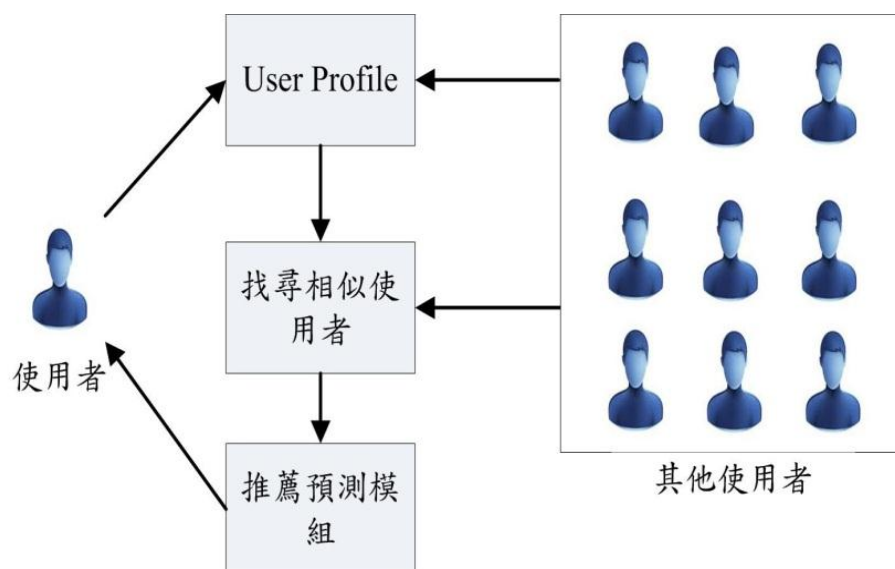 User Profile
找尋相似使
用者
使用者
推薦預測模
組
其他使用者